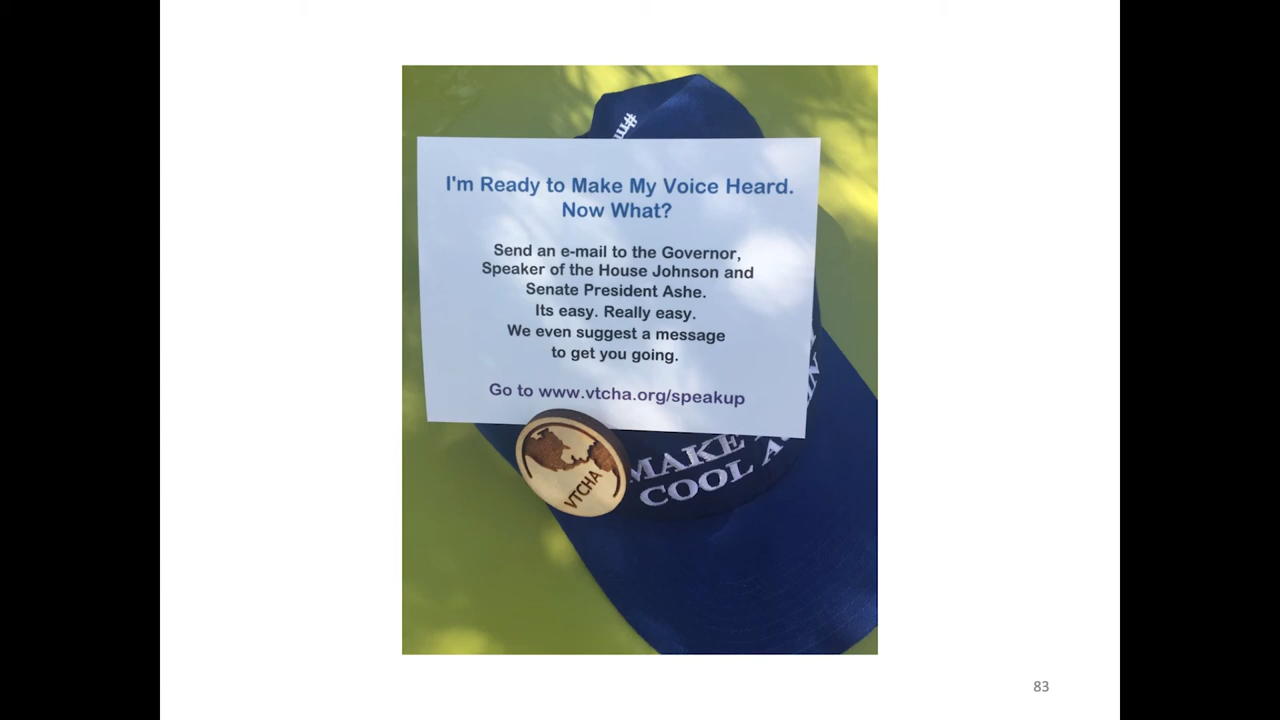 #m
I'm Ready to Make My Voice Heard.
Now What?
Send an e-mail to the Governor,
Speaker of the House Johnson and
Senate President Ashe.
Its easy. Really easy.
We even suggest a message
to get you going.
Go to www.vtcha.org/speakup
VTCHA
MAKE
COOL
83